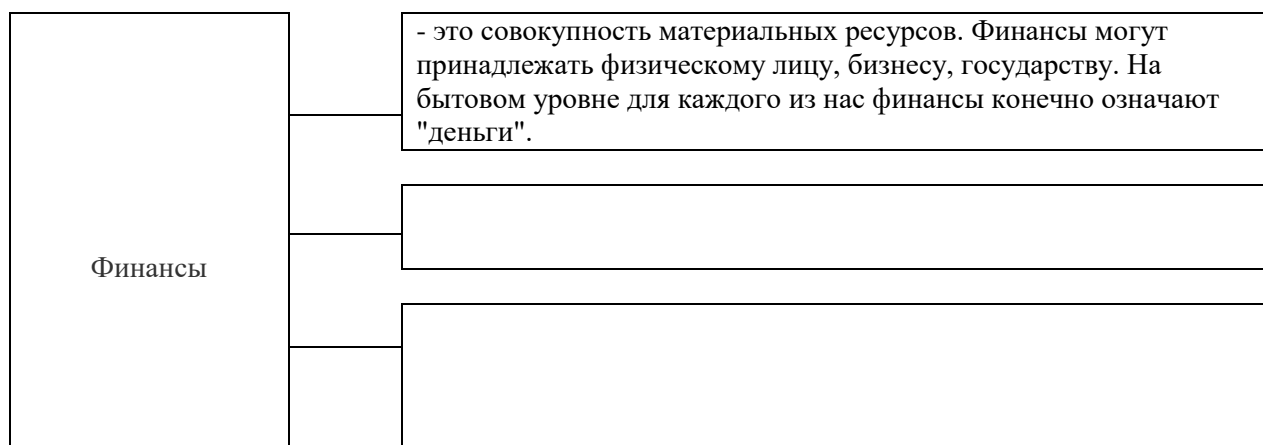 - это совокупность материальных ресурсов. Финансы могут
принадлежать физическому лицу, бизнесу, государству. На
бытовом уровне для каждого из нас финансы конечно означают
"деньги".
Финансы